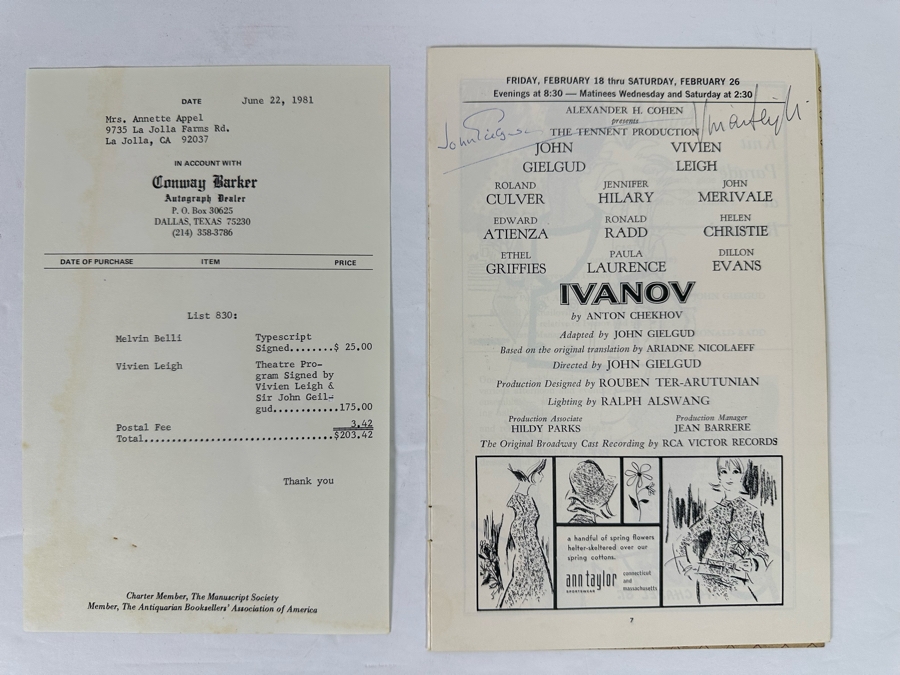 DATE June 22, 1981
Mrs. Annette Appel
9735 La Jolla Farms Rd.
La Jolla, CA 92037
IN ACCOUNT WITH
Conway Barker
Autograph Dealer
P. O. Box 30625
DALLAS, TEXAS 75230
(214) 358-3786
DATE OF PURCHASE ITEM PRICE
List 830:
Melvin Belli Typescript
Signed........$ 25.00
Vivien Leigh Theatre Pro-
gram Signed by
Vivien Leigh &
Sir John Geil-
gud............175.00
Postal Fee 3.42
Total...............................$203.42
Thank you
Charter Member, The Manuscript Society
Member, The Antiquarian Booksellers' Association of America
FRIDAY, FEBRUARY 18 thru SATURDAY, FEBRUARY 26
Evenings at 8:30 — Matinees Wednesday and Saturday at 2:30
John Gielgud
Vivien Leigh
ALEXANDER H. COHEN
presents
THE TENNENT PRODUCTION
JOHN VIVIEN
GIELGUD LEIGH
ROLAND JENNIFER JOHN
CULVER HILARY MERIVALE
EDWARD RONALD HELEN
ATIENZA RADD CHRISTIE
ETHEL PAULA DILLON
GRIFFIES LAURENCE EVANS
IVANOV
by ANTON CHEKHOV
Adapted by JOHN GIELGUD
Based on the original translation by ARIADNE NICOLAEFF
Directed by JOHN GIELGUD
Production Designed by ROUBEN TER-ARUTUNIAN
Lighting by RALPH ALSWANG
Production Associate Production Manager
HILDY PARKS JEAN BARRERE
The Original Broadway Cast Recording by RCA VICTOR RECORDS
a handful of spring flowers
helter-skeltered over our
spring cottons.
ann taylor connecticut
and
SPORTSWEAR massachusetts
7